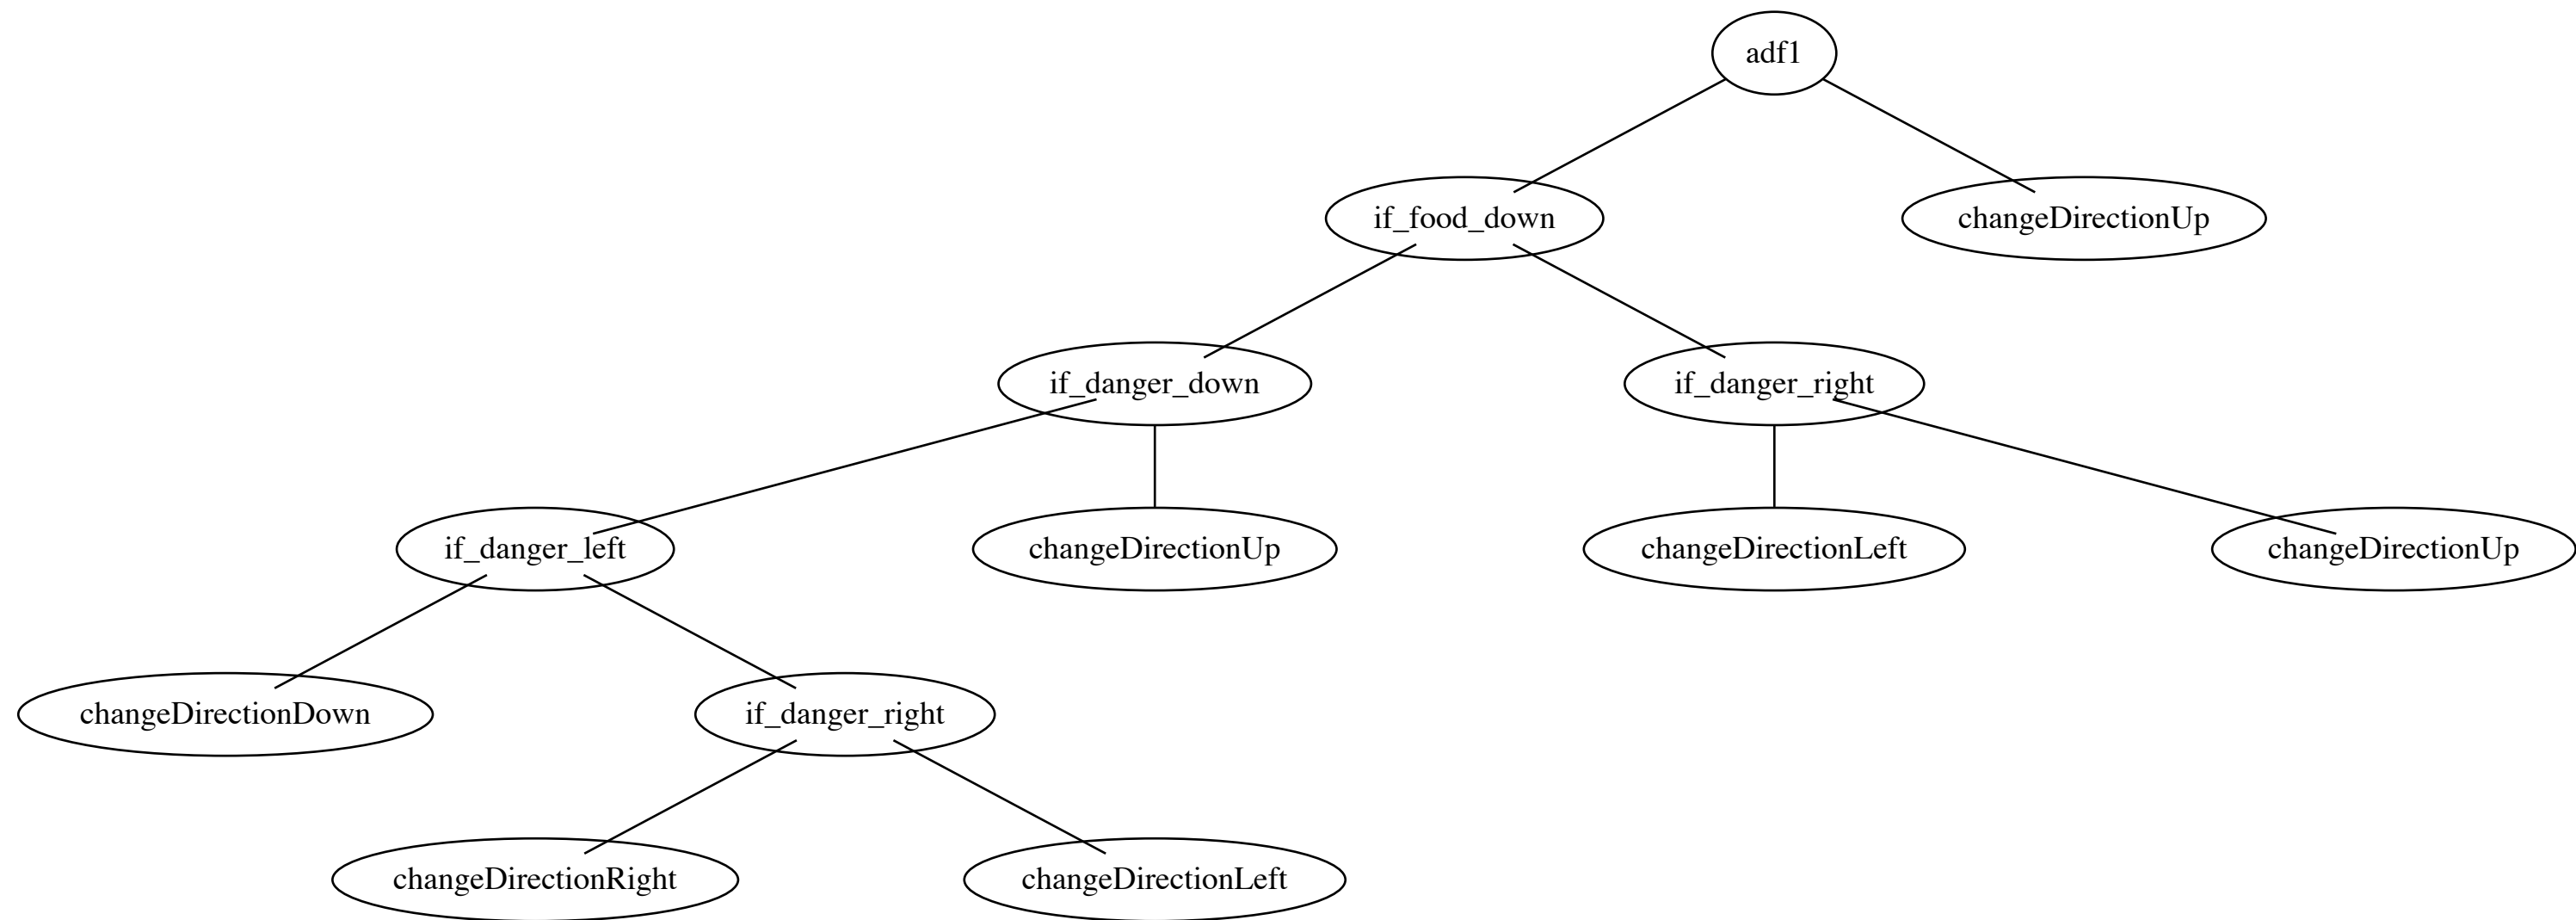 adf1
if_food_down
changeDirectionUp
if_danger_down
if_danger_right
if_danger_left
changeDirectionUp
changeDirectionLeft
changeDirectionUp
changeDirectionDown
if_danger_right
changeDirectionRight
changeDirectionLeft